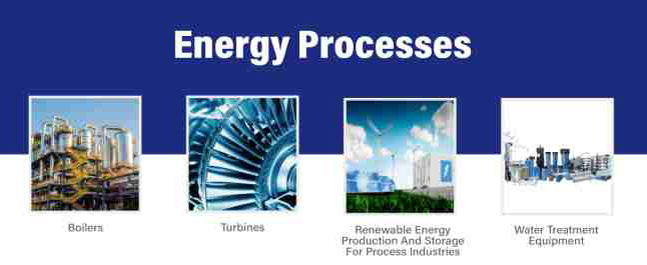 Energy Processes
Boilers
Turbines
Renewable Energy
Production And Storage
For Process Industries
Water Treatment
Equipment